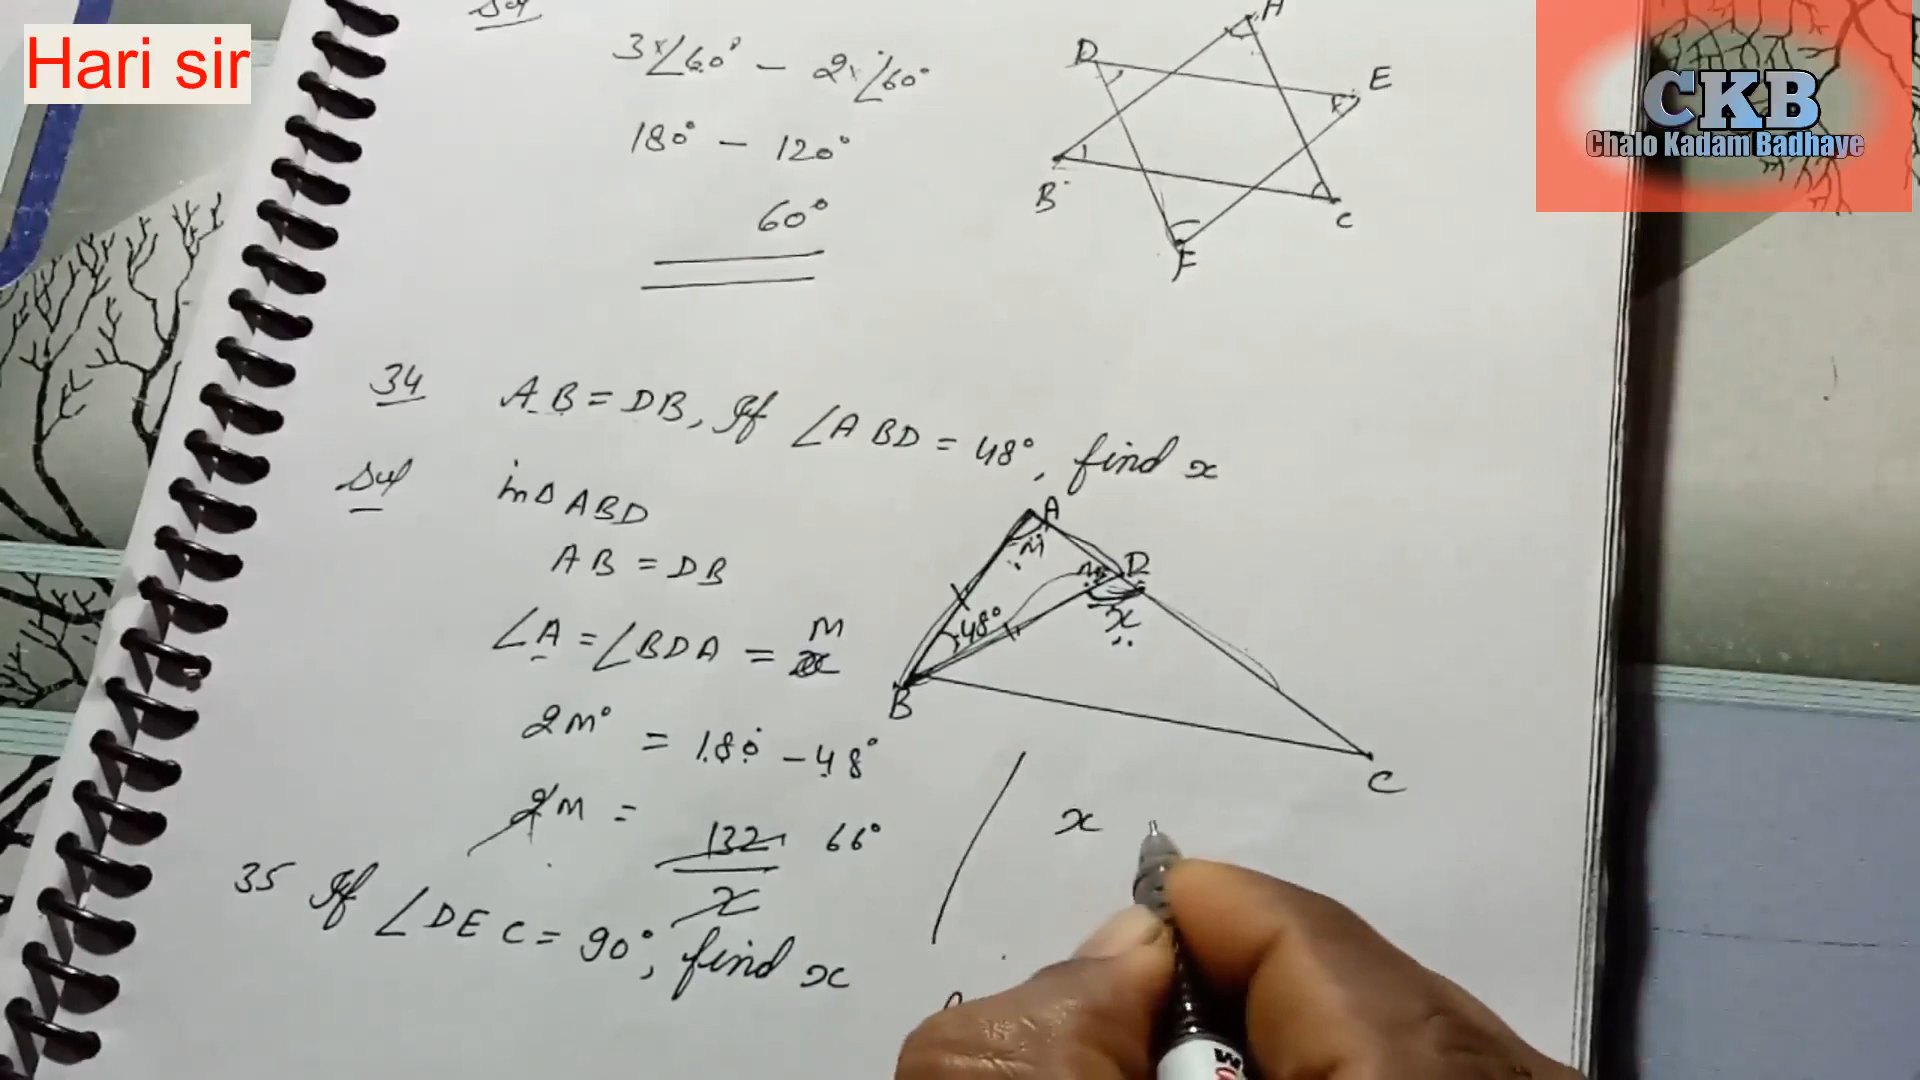 Hari sir
CKB
Chalo Kadam Badhaye
Sol
3×∠60° - 2×∠60°
180° - 120°
60°
A
D
E
B
C
F
34 AB = DB, If ∠ABD = 48°, find x
Sol in Δ ABD
AB = DB
∠A = ∠BDA = M
2M° = 180° - 48°
2M = 132 66°
2
A
M
D
M
48°
x
B
C
x
35 If ∠DEC = 90°, find x